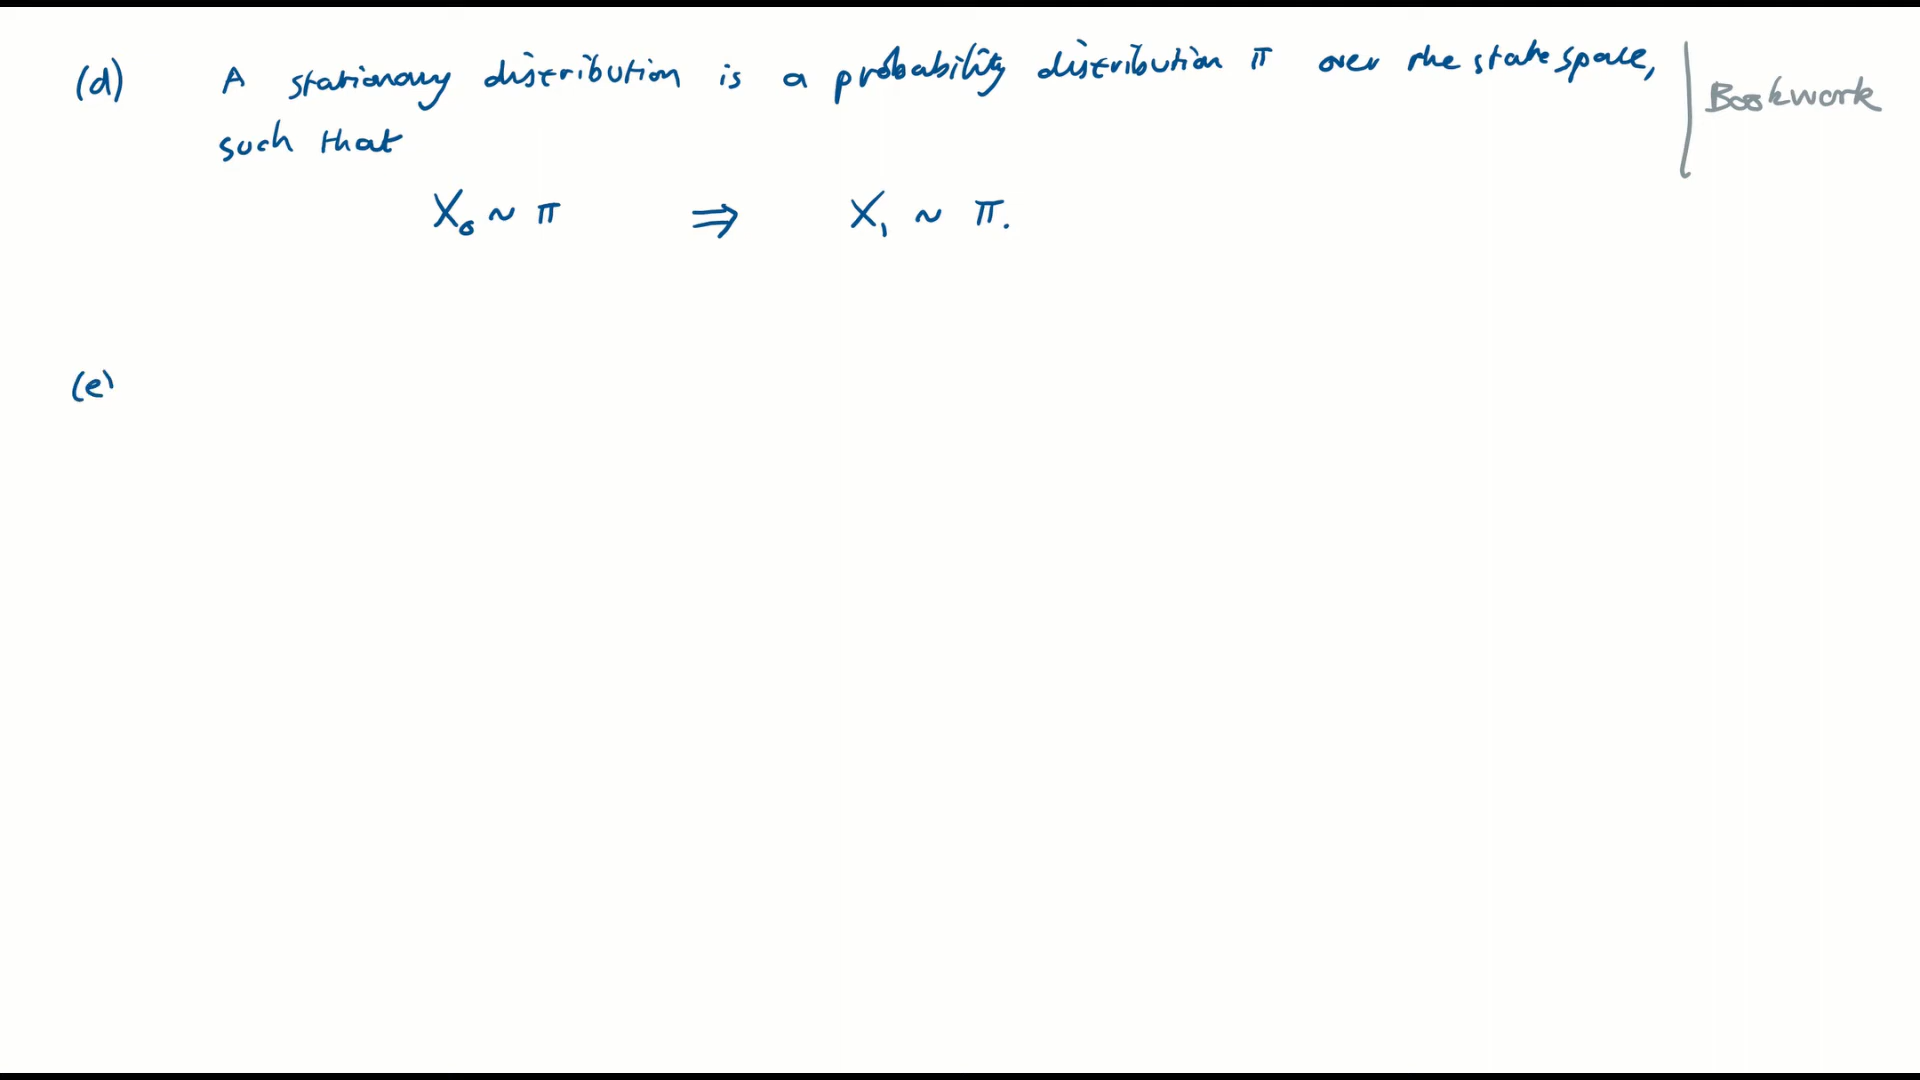 (d) A stationary distribution is a probability distribution π over the state space,
Bookwork
such that
X₀ ~ π ⇒ X₁ ~ π.
(e)